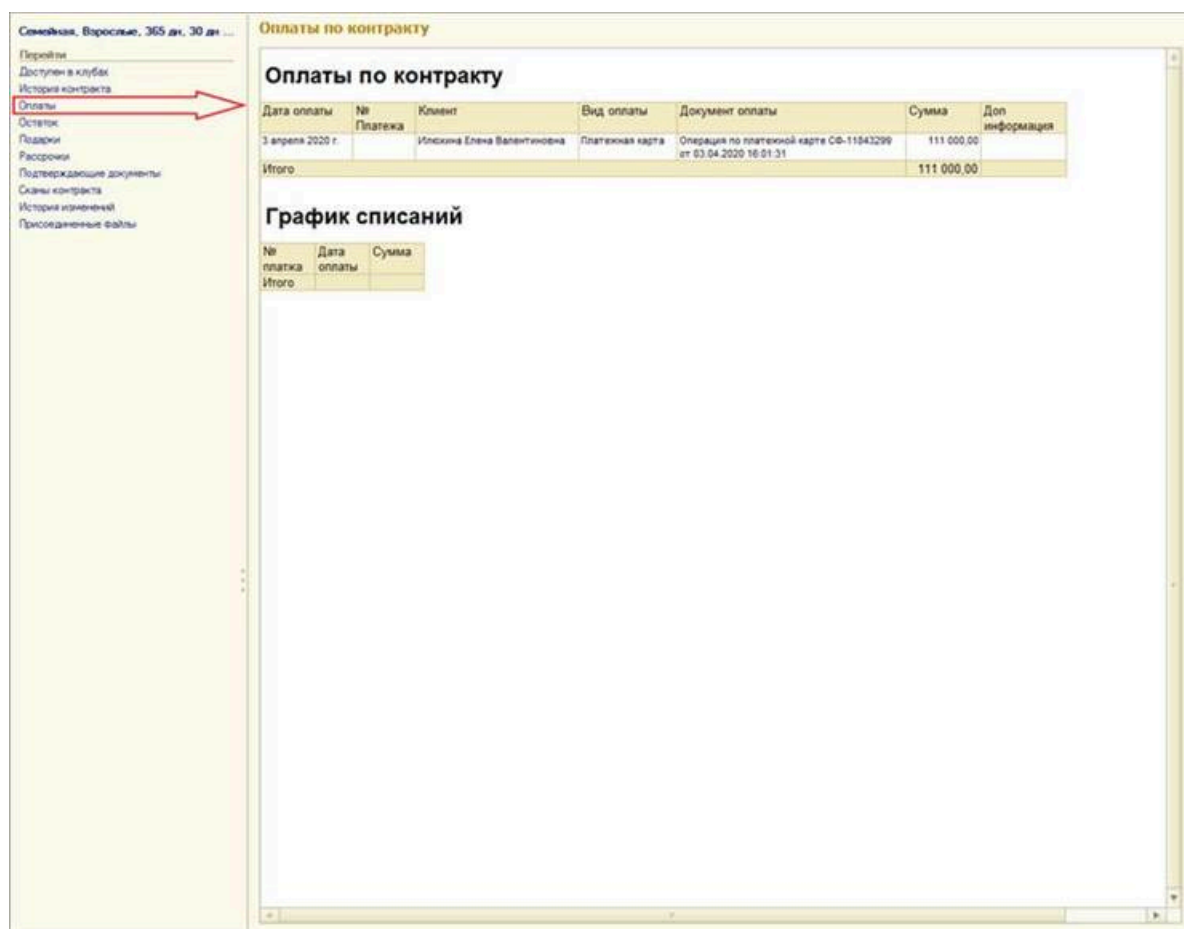 Семейная, Взрослые, 365 дн, 30 дн ...
Перейти
Доступен в клубах
История контракта
Оплаты
Остаток
Подарки
Рассрочки
Подтверждающие документы
Сканы контракта
История изменений
Присоединенные файлы
Оплаты по контракту
Оплаты по контракту
Дата оплаты № Платежа Клиент Вид оплаты Документ оплаты Сумма Доп информация
3 апреля 2020 г. Илюхина Елена Валентиновна Платежная карта Операция по платежной карте СФ-11843299 111 000,00
от 03.04.2020 16:01:31
Итого 111 000,00
График списаний
№ платка Дата оплаты Сумма
Итого